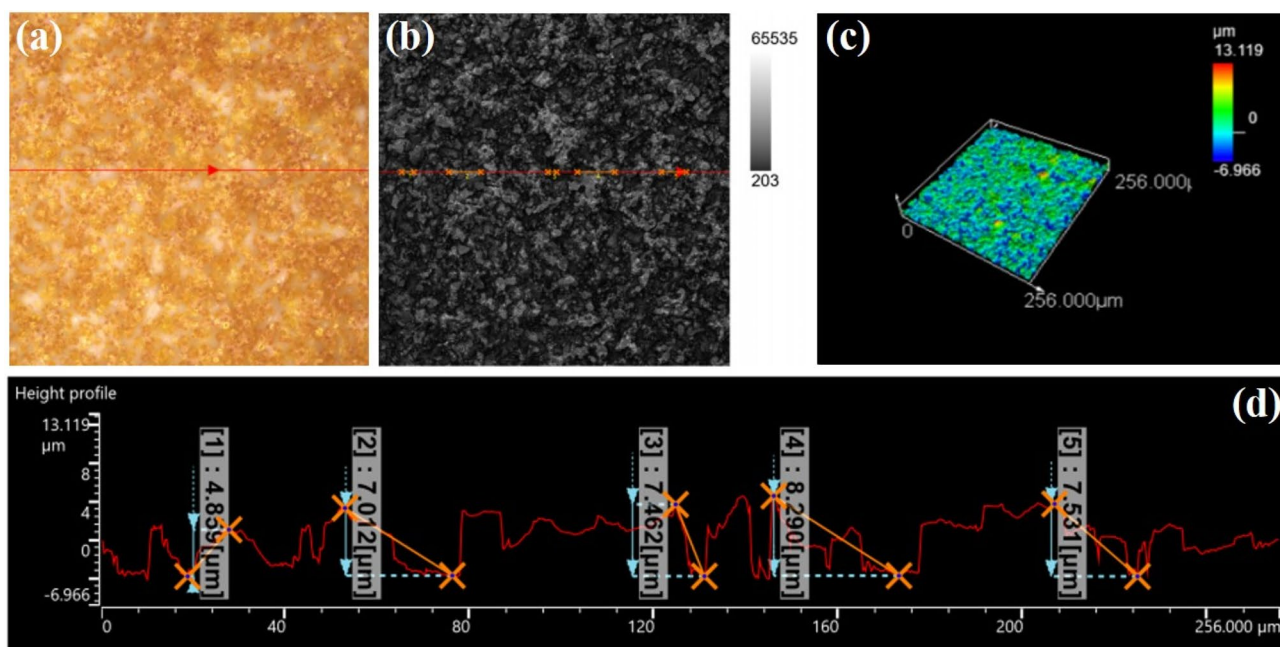 (a)
(b)
65535
203
(c)
µm
13.119
0
-6.966
256.000µ
0
256.000µm
Height profile
(d)
13.119
µm
8
4
0
-6.966
[1] : 4.859[µm]
[2] : 7.012[µm]
[3] : 7.462[µm]
[4] : 8.290[µm]
[5] : 7.531[µm]
0
40
80
120
160
200
256.000 µm